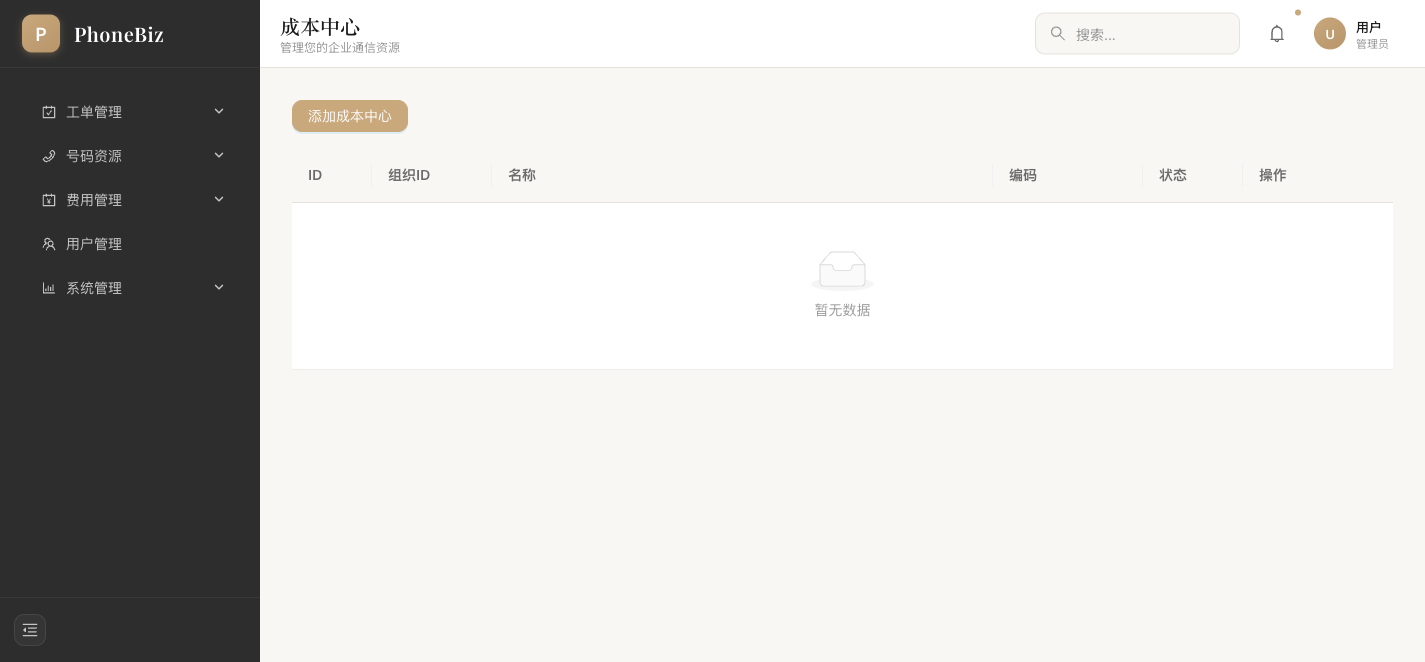 P PhoneBiz
工单管理
号码资源
费用管理
用户管理
系统管理
成本中心
管理您的企业通信资源
搜索...
U
用户
管理员
添加成本中心
ID 组织ID 名称 编码 状态 操作
暂无数据